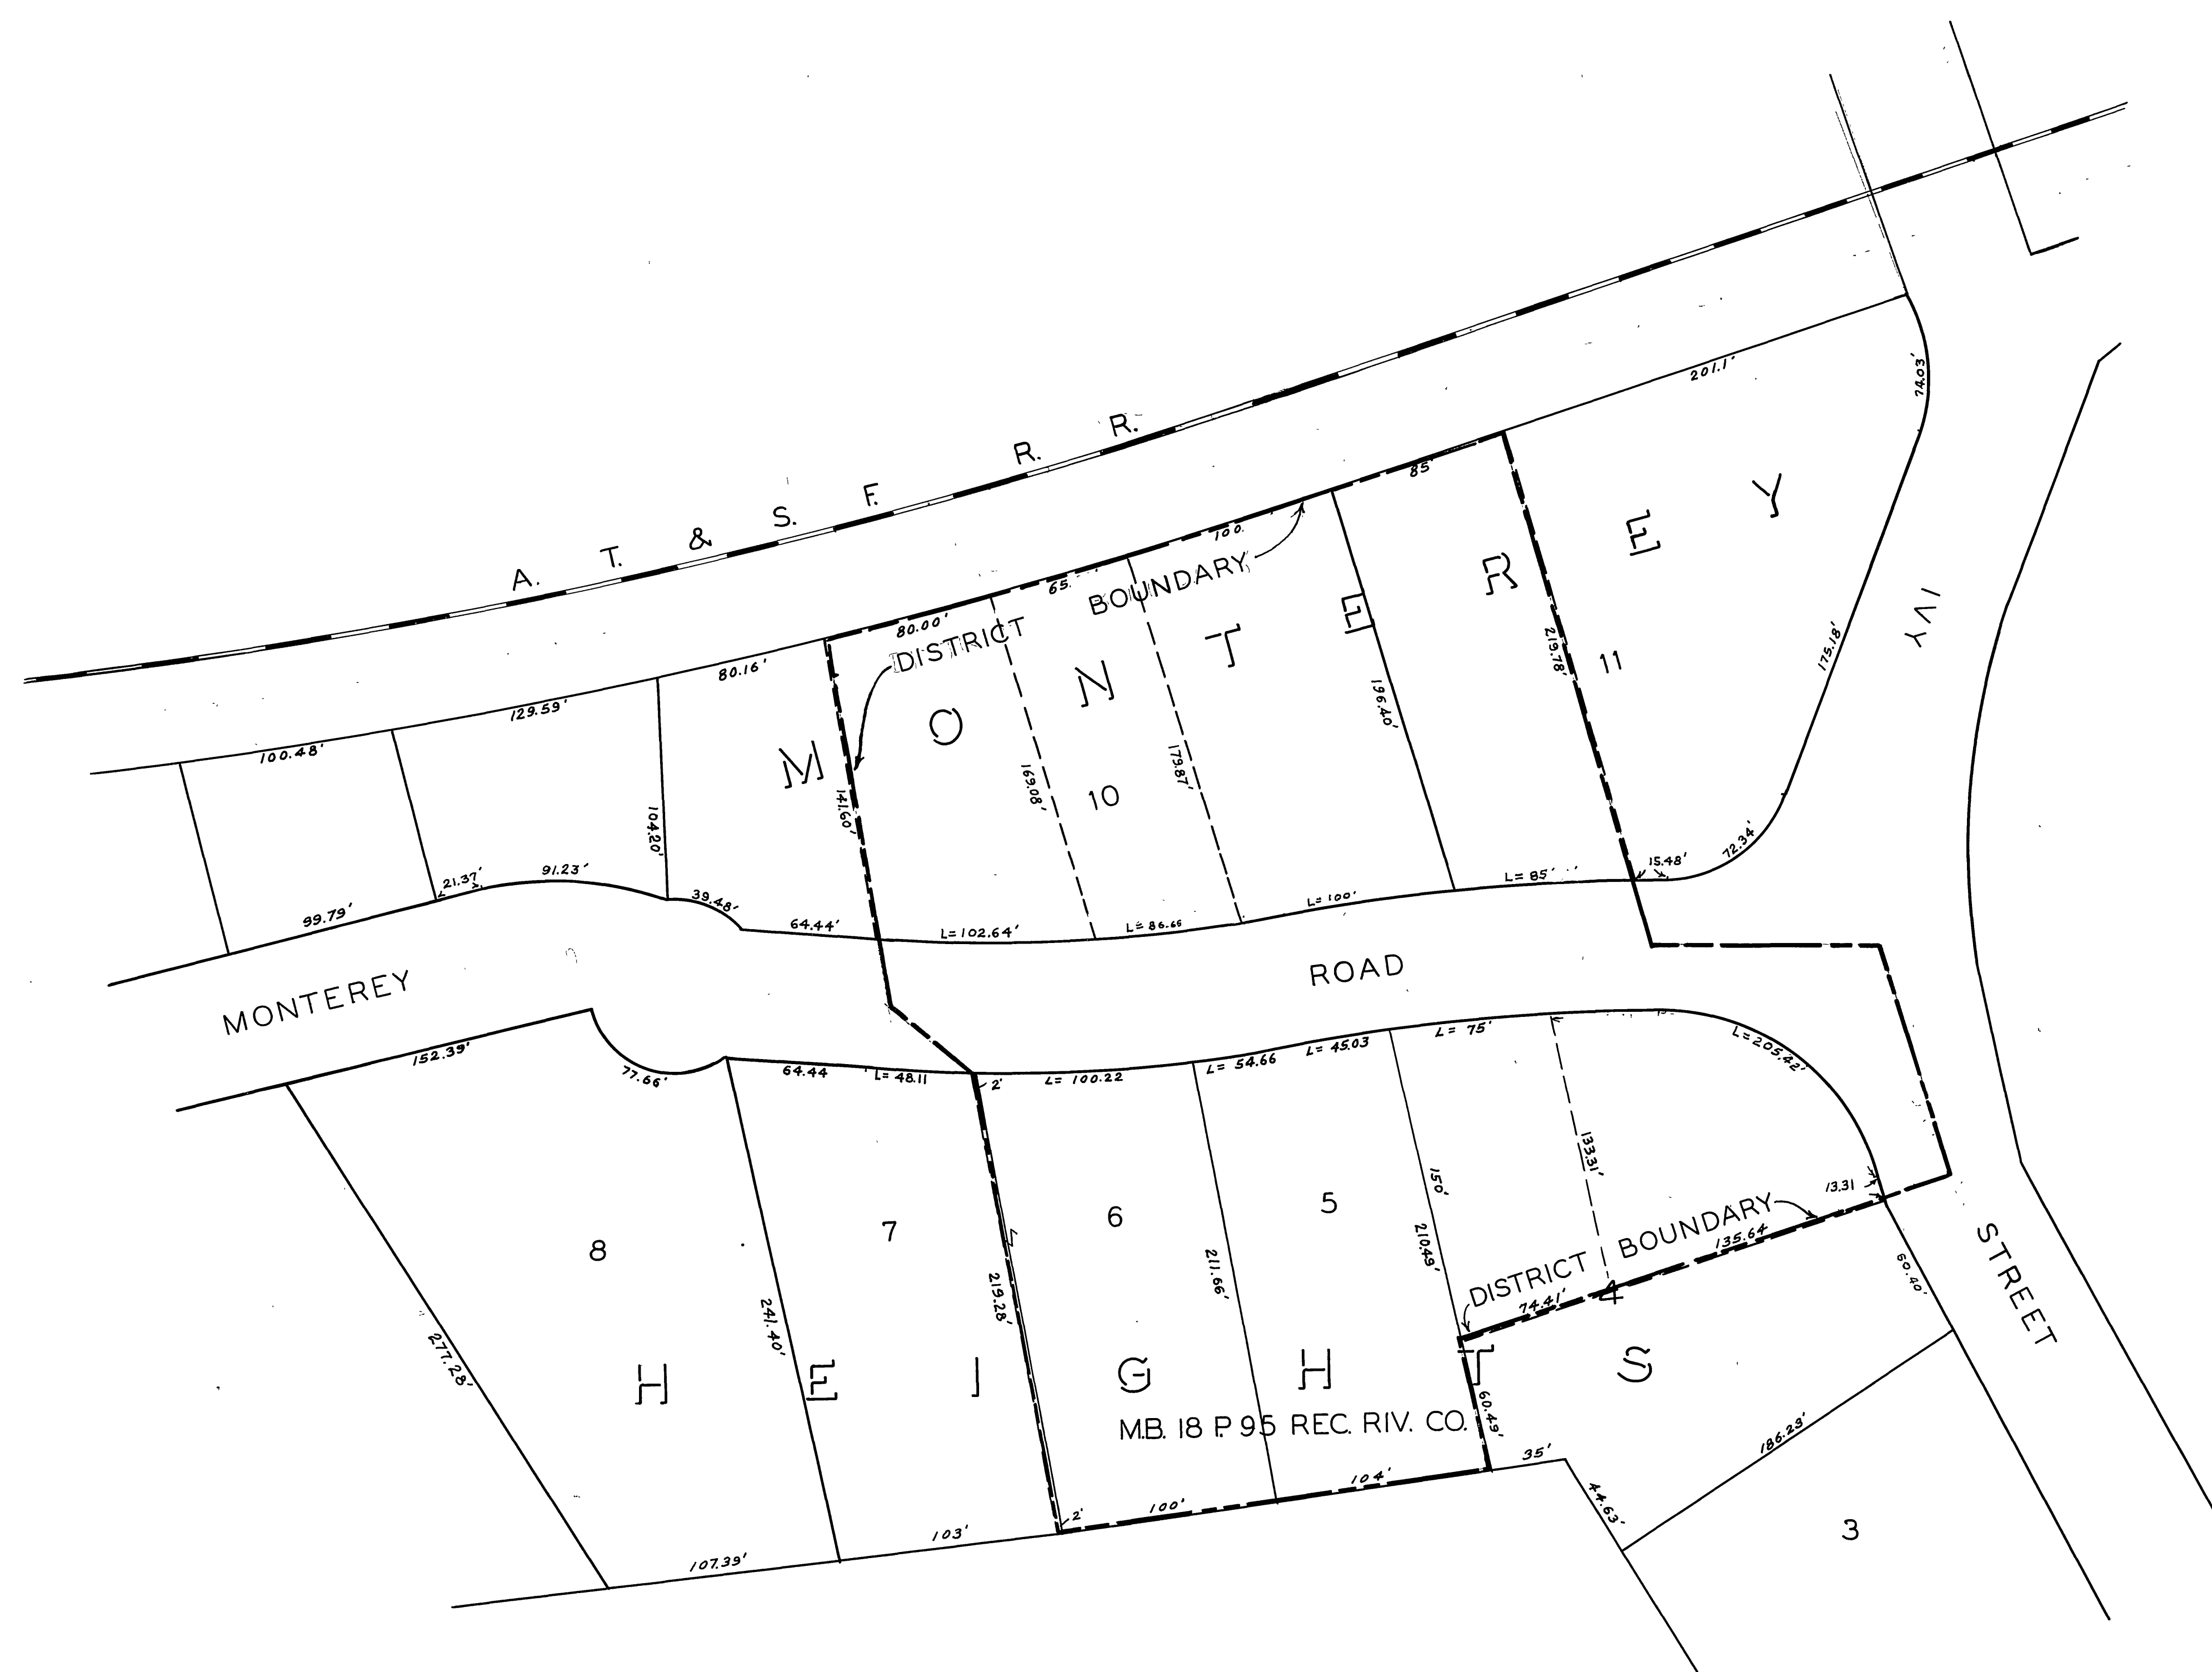 A. T. & S. F. R. R.
201.1'
74.03'
85'
100.
65.
80.00'
80.16'
129.59'
100.48'
DISTRICT BOUNDARY
MONTEREY
IVY
219.78'
11
175.18'
196.40'
179.87'
169.08'
10
141.60'
104.20'
72.34'
15.48'
L= 85'
L= 100'
L= 86.66
L= 102.64'
64.44'
39.48'
91.23'
21.37'
99.79'
MONTEREY ROAD
152.39'
77.66'
64.44
L= 48.11
2'
L= 100.22
L= 54.66
L= 45.03
L= 75'
L= 205.42'
133.31'
150'
13.31
8
7
6
5
4
3
DISTRICT BOUNDARY
135.64
74.41'
60.40'
STREET
277.28'
241.40'
219.28'
211.66'
210.49'
HEIGHTS
M.B. 18 P. 95 REC. RIV. CO.
60.49'
186.23'
35'
44.63'
104'
100'
2'
103'
107.39'